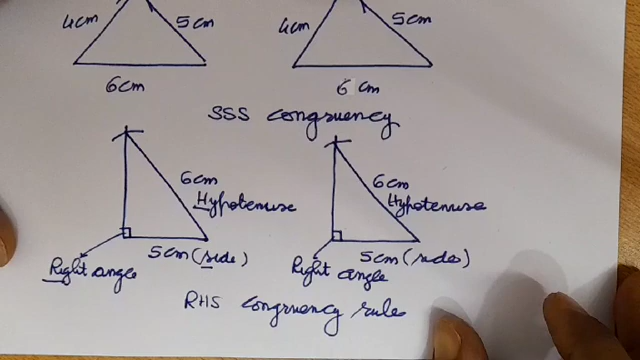 4cm 5cm 4cm 5cm
6cm 6 cm
SSS congruency
6cm 6cm
Hypotenuse Hypotenuse
5cm (side) 5cm (side)
Right angle Right angle
RHS congruency rule